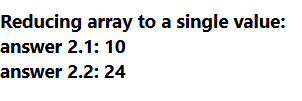 Reducing array to a single value:
answer 2.1: 10
answer 2.2: 24